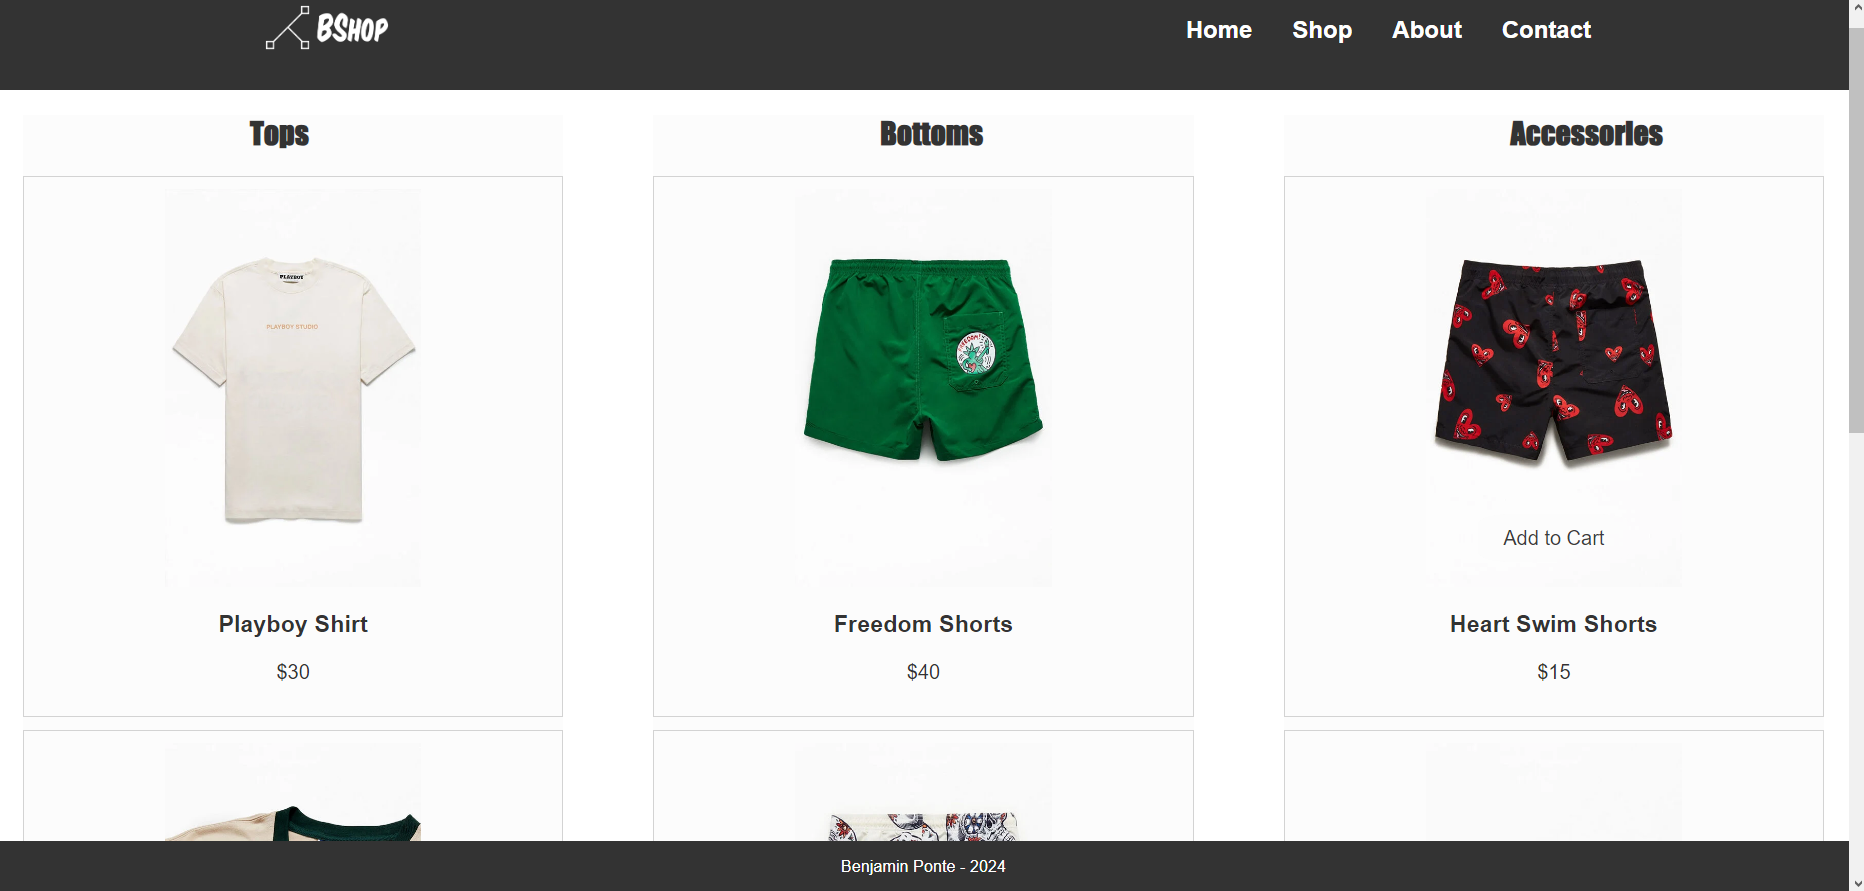 BSHOP
Home Shop About Contact
Tops
Bottoms
Accessories
PLAYBOY
PLAYBOY STUDIO
FREEDOM
Add to Cart
Playboy Shirt
$30
Freedom Shorts
$40
Heart Swim Shorts
$15
Benjamin Ponte - 2024